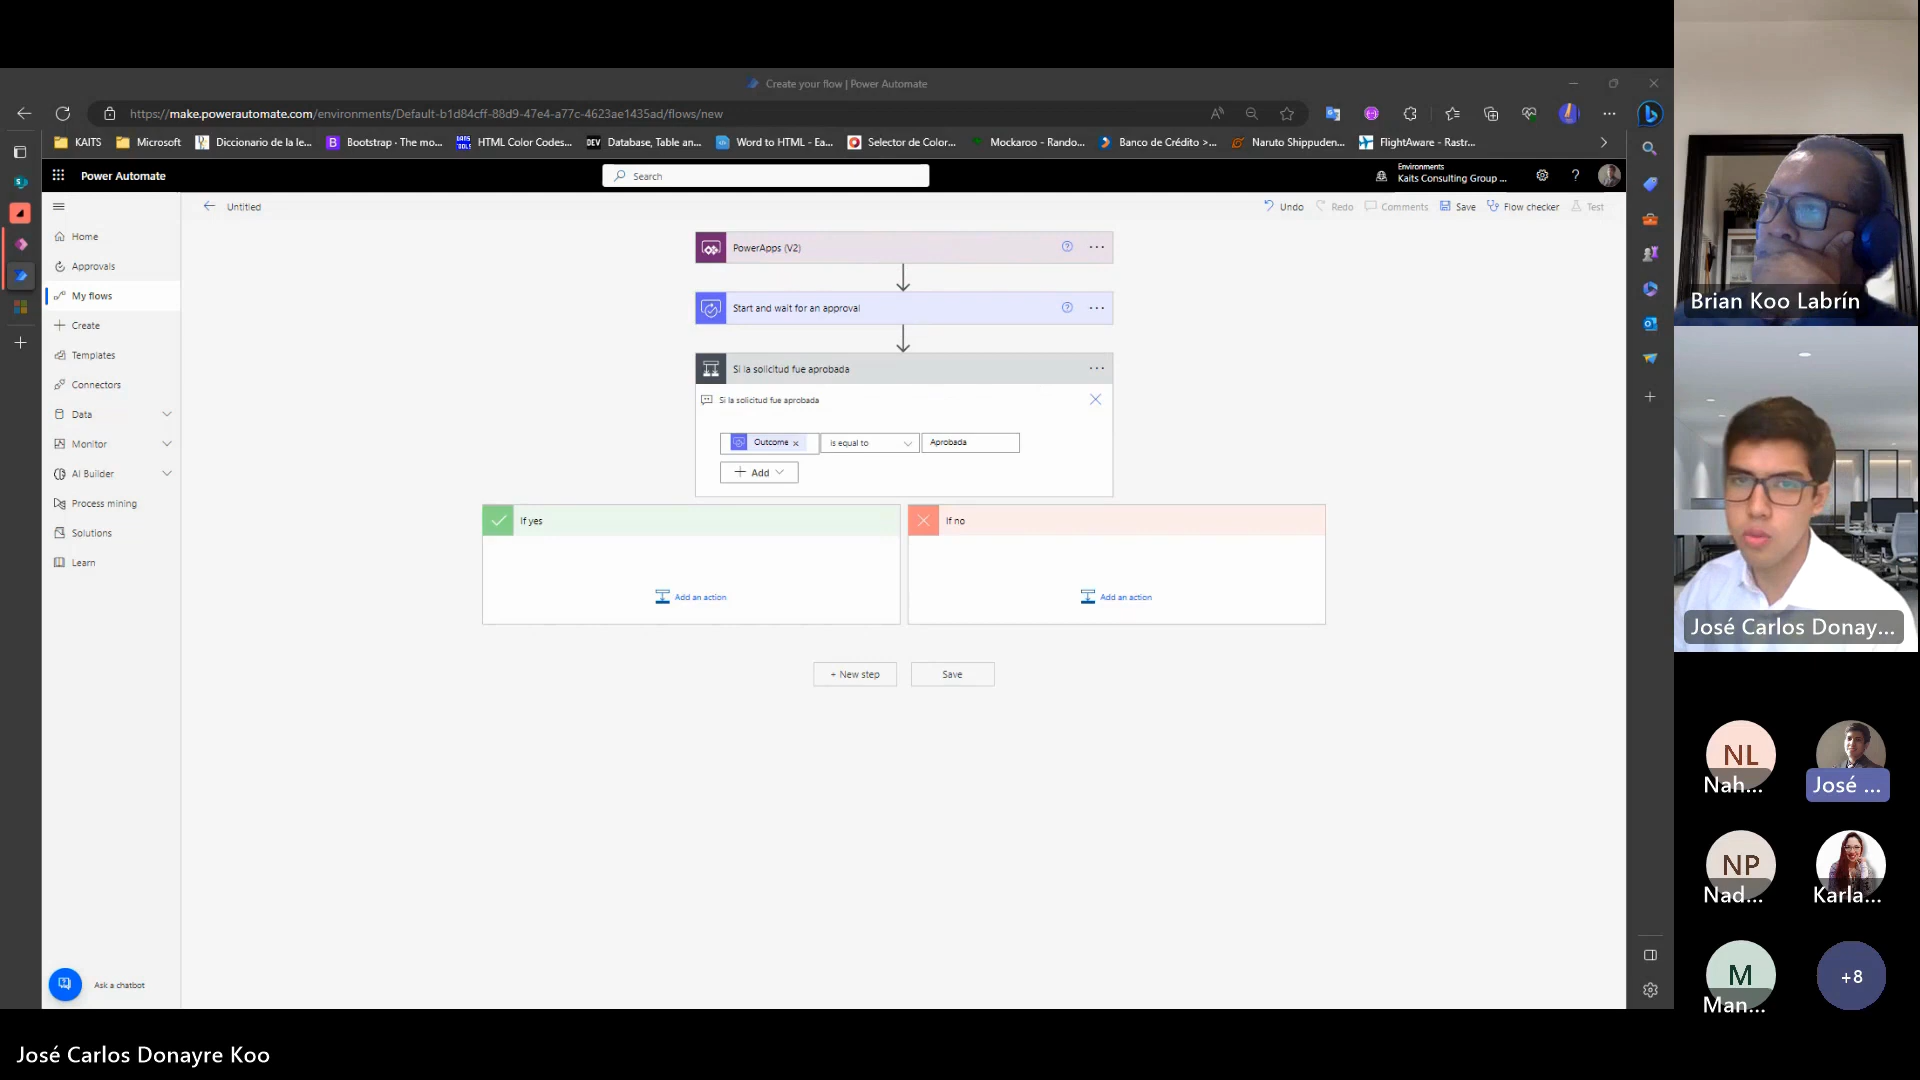 Create your flow | Power Automate
https://make.powerautomate.com/environments/Default-b1d84cff-88d9-47e4-a77c-4623ae1435ad/flows/new
KAITS
Microsoft
Diccionario de la le...
Bootstrap · The mo...
HTML Color Codes...
Database, Table an...
Word to HTML - Ea...
Selector de Color...
Mockaroo - Rando...
Banco de Crédito >...
Naruto Shippuden...
FlightAware - Rastr...
Power Automate
Search
Environments
Kaits Consulting Group ...
Untitled
Undo
Redo
Comments
Save
Flow checker
Test
Home
Approvals
My flows
Create
Templates
Connectors
Data
Monitor
AI Builder
Process mining
Solutions
Learn
Ask a chatbot
PowerApps (V2)
Start and wait for an approval
Si la solicitud fue aprobada
Si la solicitud fue aprobada
Outcome x
is equal to
Aprobada
Add
If yes
If no
Add an action
Add an action
+ New step
Save
Brian Koo Labrín
José Carlos Donay...
NL
Nah...
José ...
NP
Nad...
Karla...
M
Man...
+8
José Carlos Donayre Koo